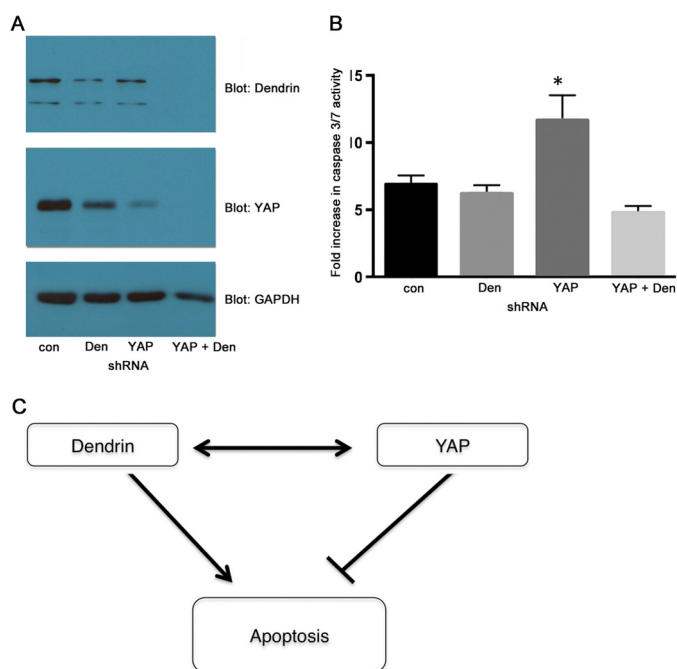 A
Blot: Dendrin
Blot: YAP
Blot: GAPDH
con Den YAP YAP + Den
shRNA
B
Fold increase in caspase 3/7 activity
15
10
5
0
*
con Den YAP YAP + Den
shRNA
C
Dendrin
YAP
Apoptosis